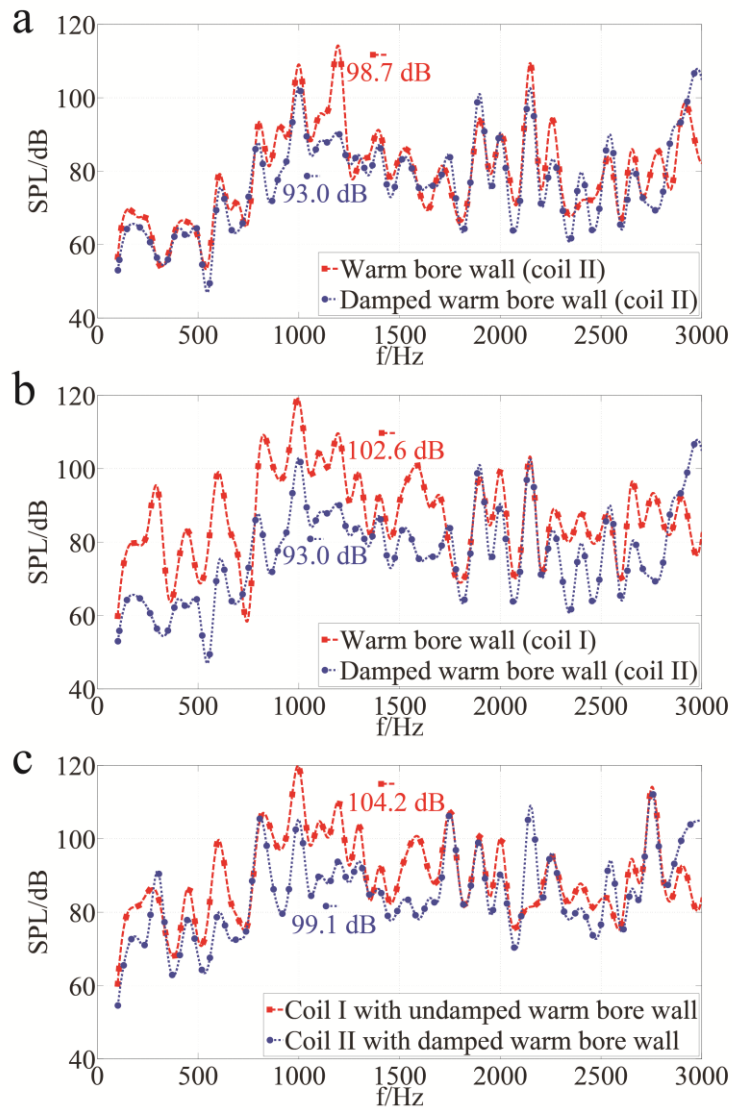 a
120
100
80
60
40
SPL/dB
98.7 dB
93.0 dB
Warm bore wall (coil II)
Damped warm bore wall (coil II)
0 500 1000 1500 2000 2500 3000
f/Hz
b
120
100
80
60
40
SPL/dB
102.6 dB
93.0 dB
Warm bore wall (coil I)
Damped warm bore wall (coil II)
0 500 1000 1500 2000 2500 3000
f/Hz
c
120
100
80
60
40
SPL/dB
104.2 dB
99.1 dB
Coil I with undamped warm bore wall
Coil II with damped warm bore wall
0 500 1000 1500 2000 2500 3000
f/Hz